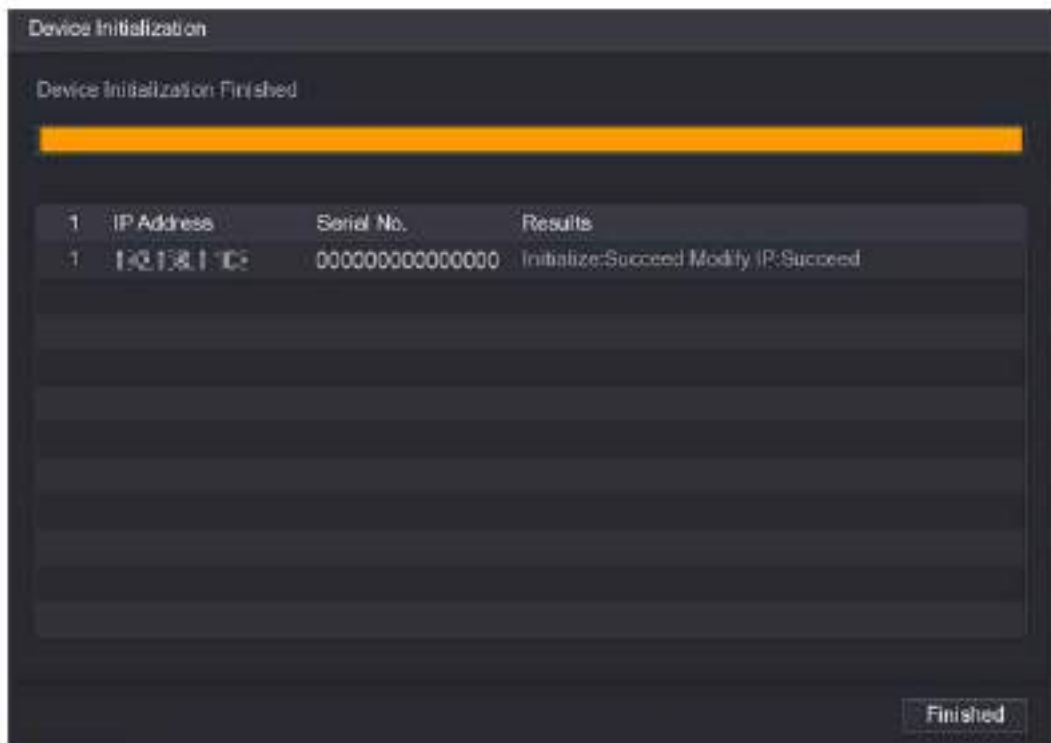 Device Initialization
Device Initialization Finished
1 IP Address Serial No. Results
1 000000000000000 Initialize:Succeed Modify IP:Succeed
Finished